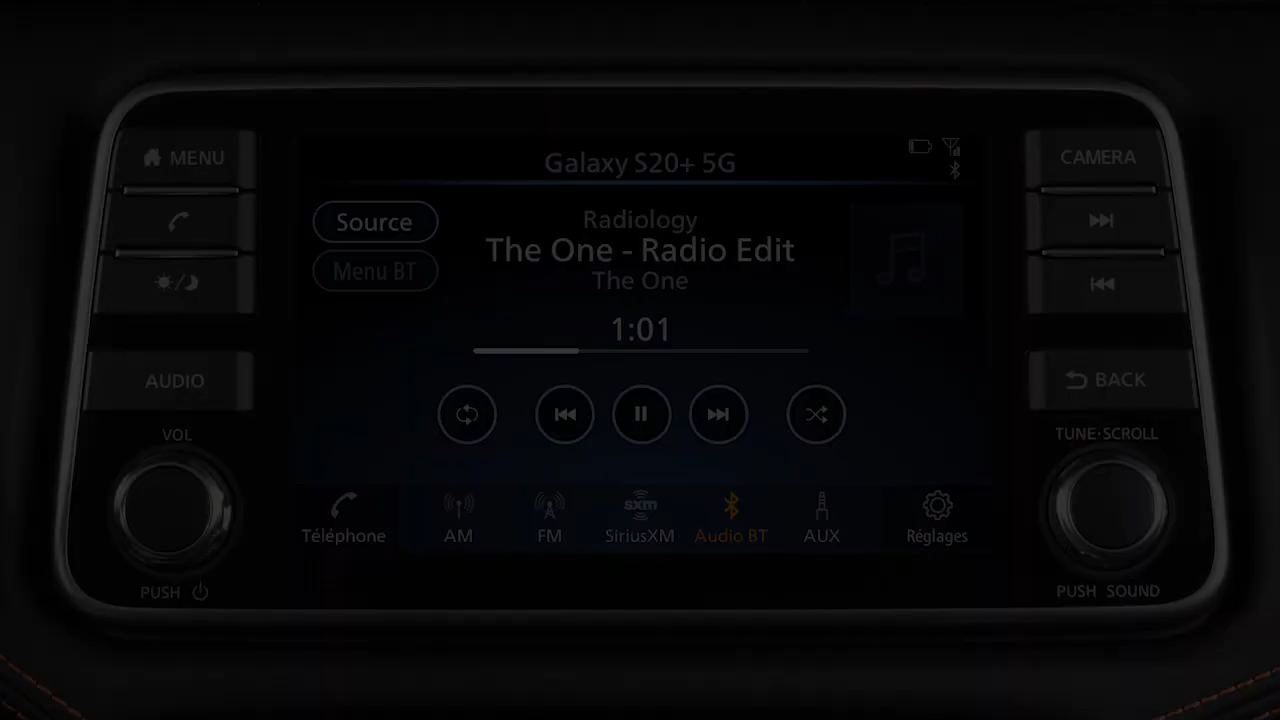 MENU
Galaxy S20+ 5G
CAMERA
Source
Radiology
Menu BT
The One - Radio Edit
The One
1:01
AUDIO
BACK
VOL
TUNE·SCROLL
Téléphone
AM
FM
sxm
SiriusXM
Audio BT
AUX
Réglages
PUSH
PUSH SOUND